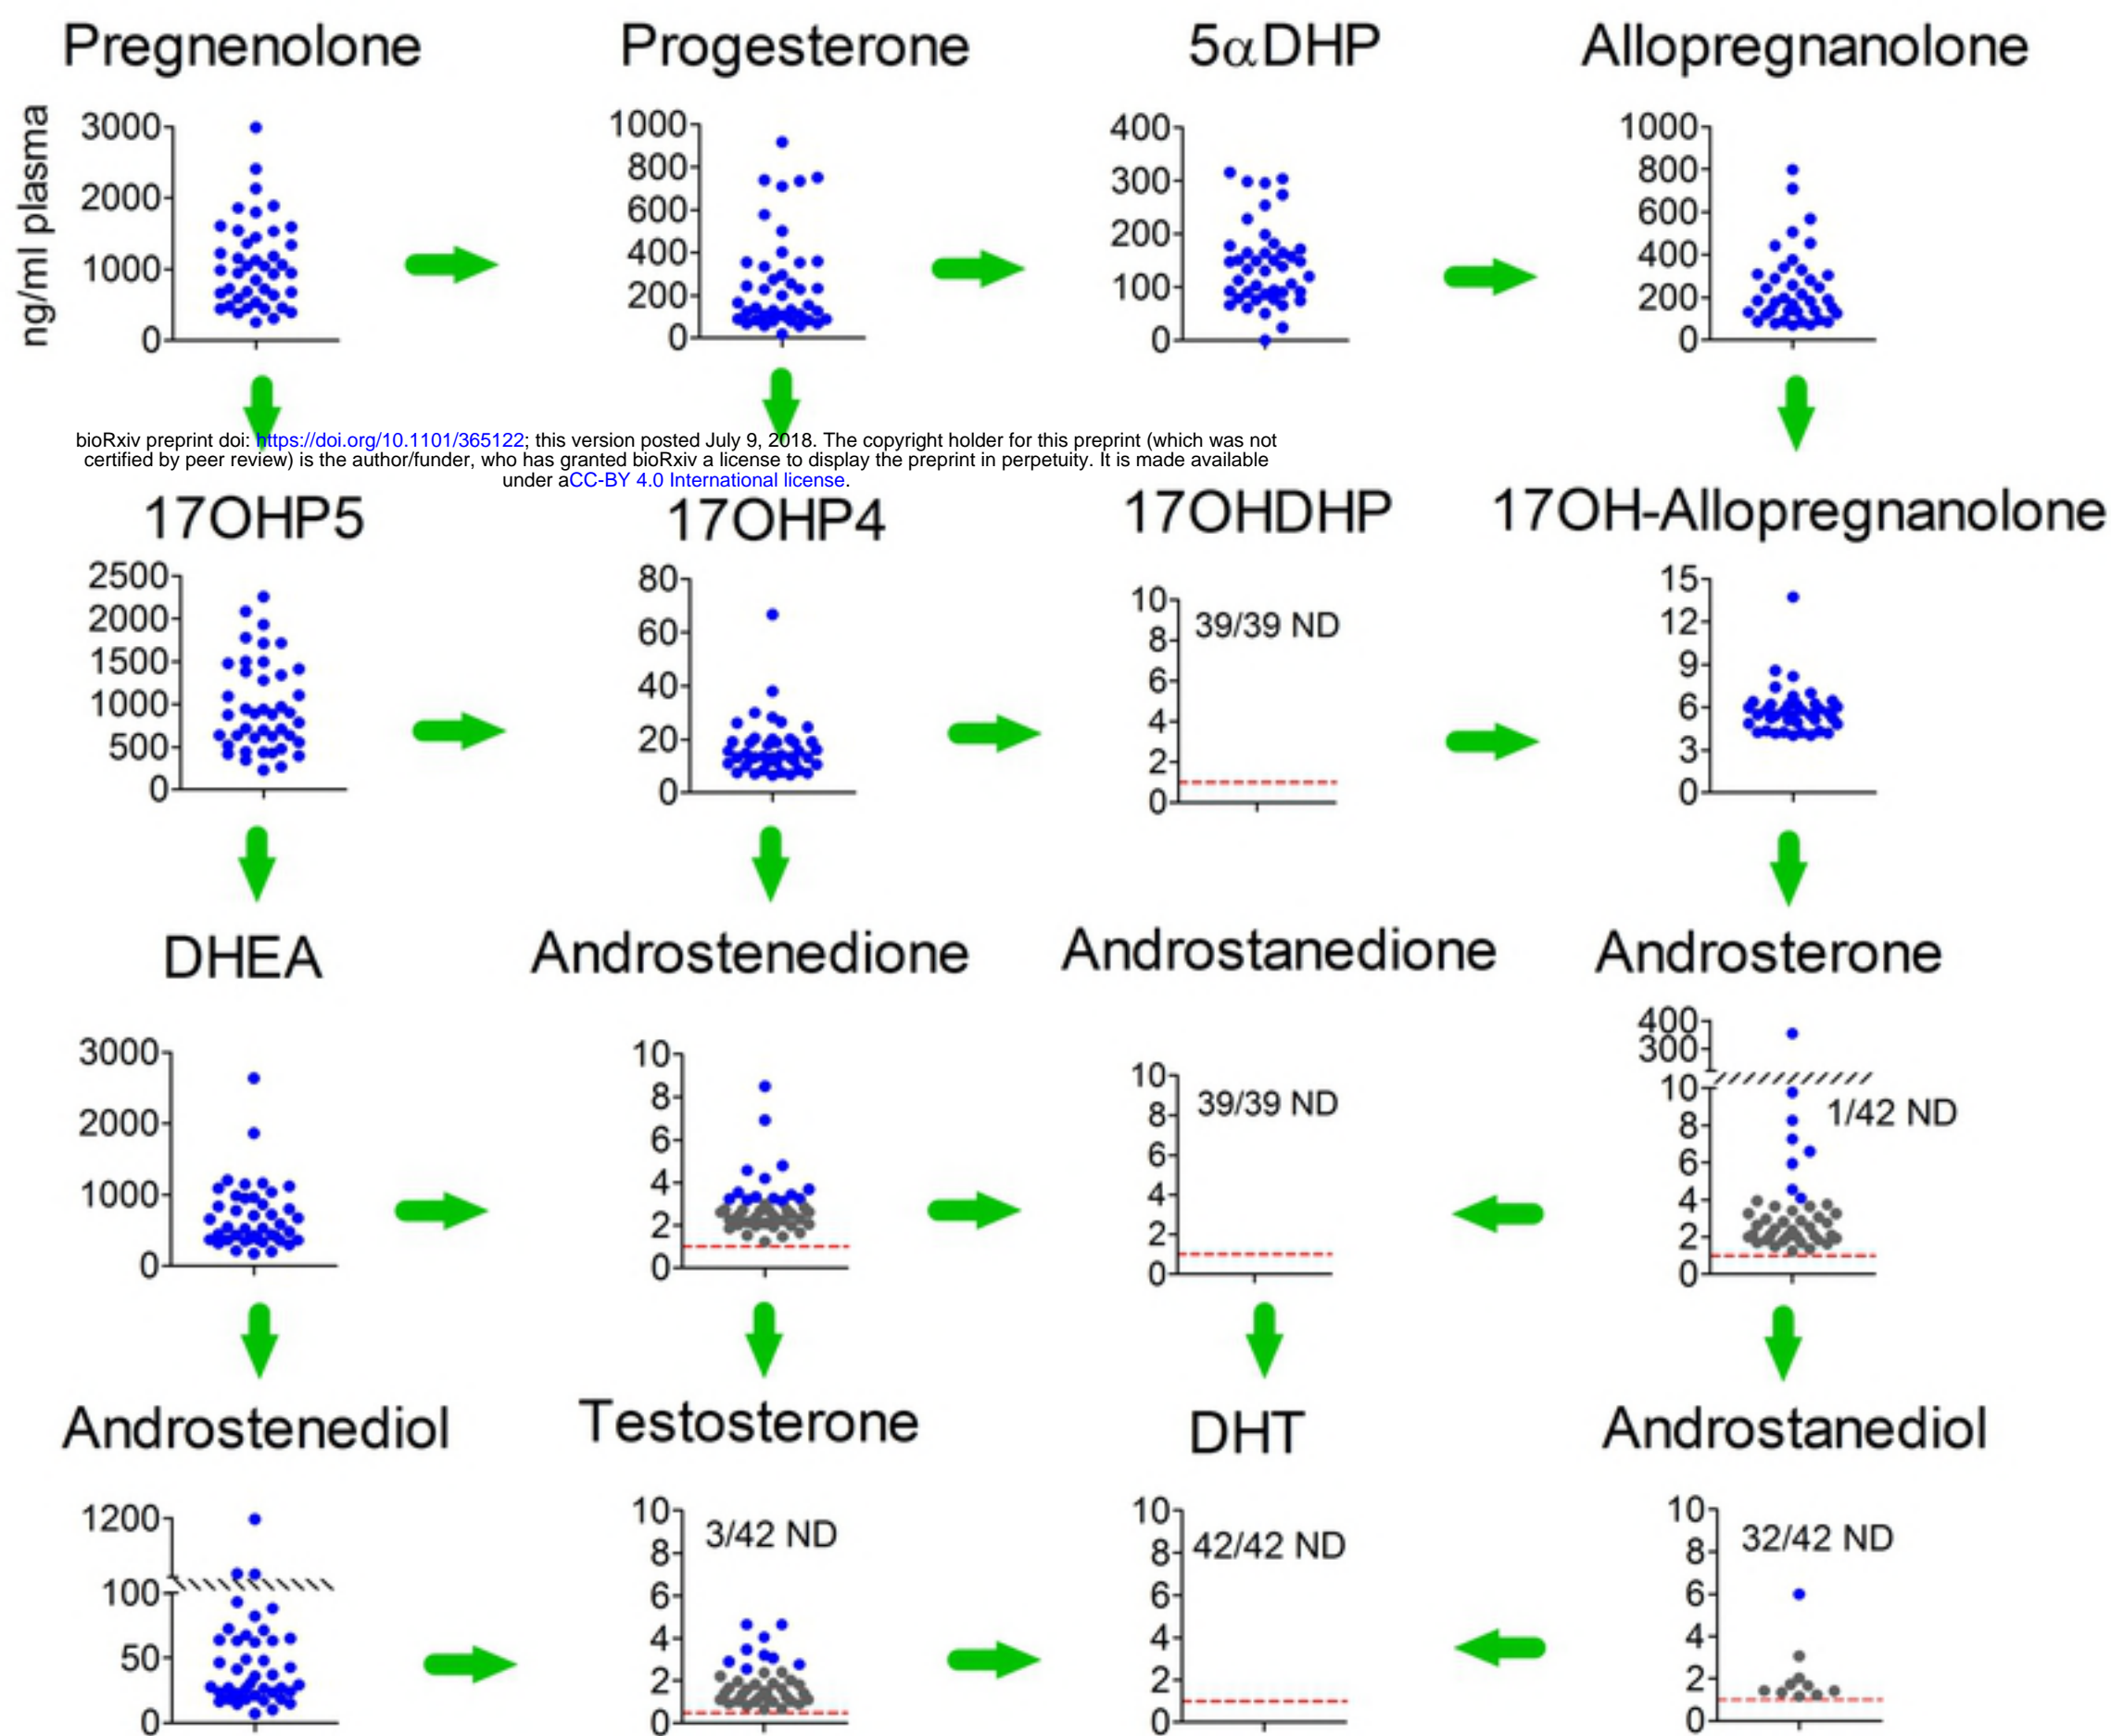 Pregnenolone Progesterone 5αDHP Allopregnanolone
ng/ml plasma
3000 2000 1000 0
1000 800 600 400 200 0
400 300 200 100 0
1000 800 600 400 200 0
bioRxiv preprint doi: https://doi.org/10.1101/365122; this version posted July 9, 2018. The copyright holder for this preprint (which was not
certified by peer review) is the author/funder, who has granted bioRxiv a license to display the preprint in perpetuity. It is made available
under aCC-BY 4.0 International license.
17OHP5 17OHP4 17OHDHP 17OH-Allopregnanolone
2500 2000 1500 1000 500 0
80 60 40 20 0
10 8 6 4 2 0
39/39 ND
15 12 9 6 3 0
DHEA Androstenedione Androstanedione Androsterone
3000 2000 1000 0
10 8 6 4 2 0
10 8 6 4 2 0
39/39 ND
400 300 10 8 6 4 2 0
1/42 ND
Androstenediol Testosterone DHT Androstanediol
1200 100 50 0
10 8 6 4 2 0
3/42 ND
10 8 6 4 2 0
42/42 ND
10 8 6 4 2 0
32/42 ND